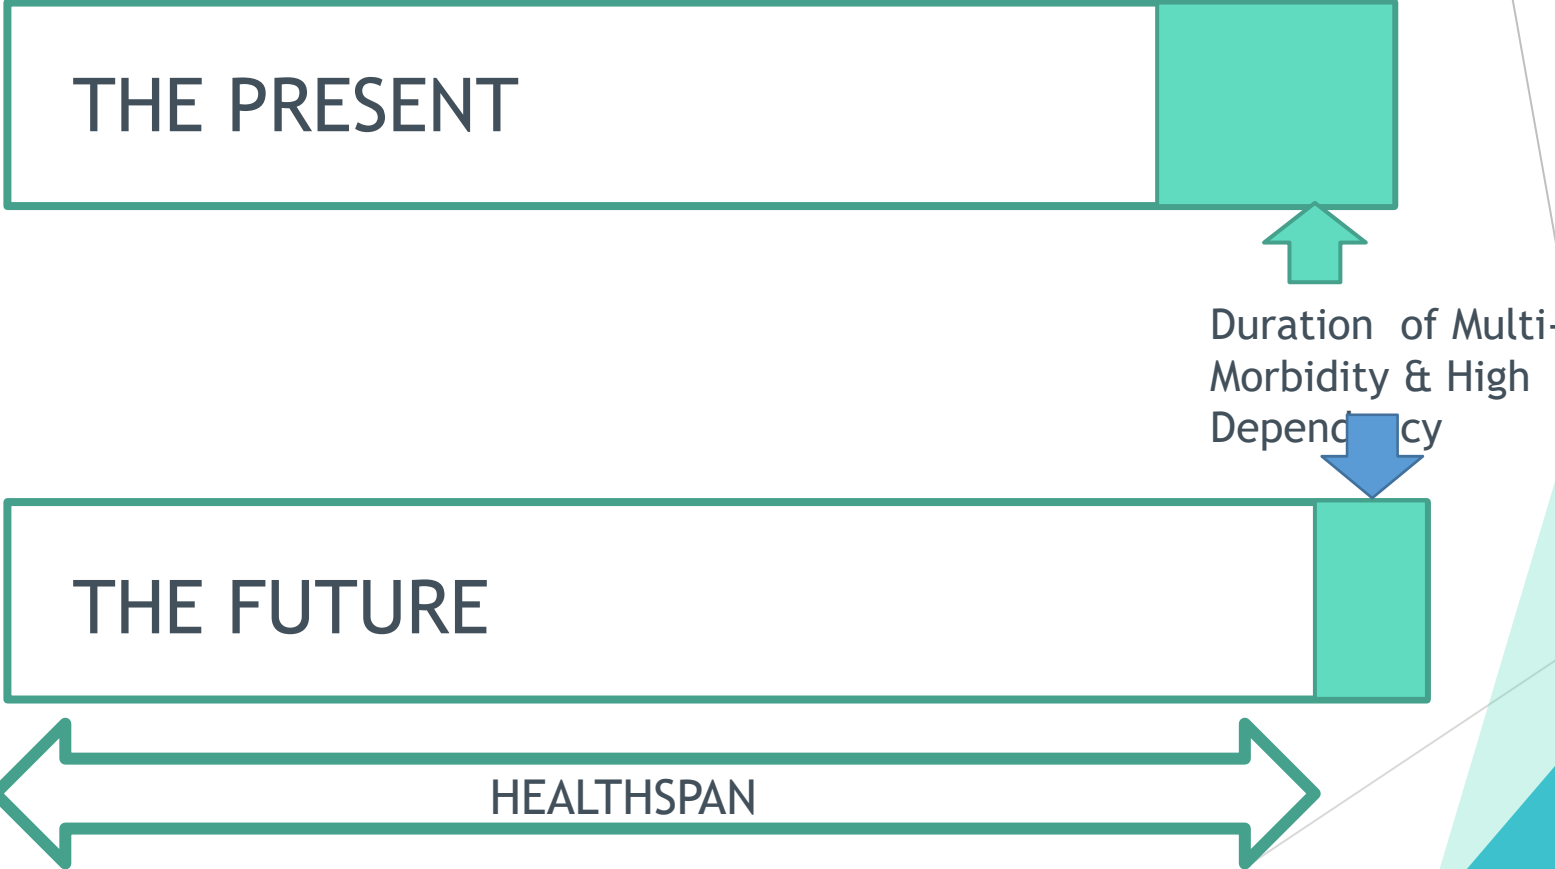 THE PRESENT
Duration of Multi-
Morbidity & High
THE FUTURE
HEALTHSPAN